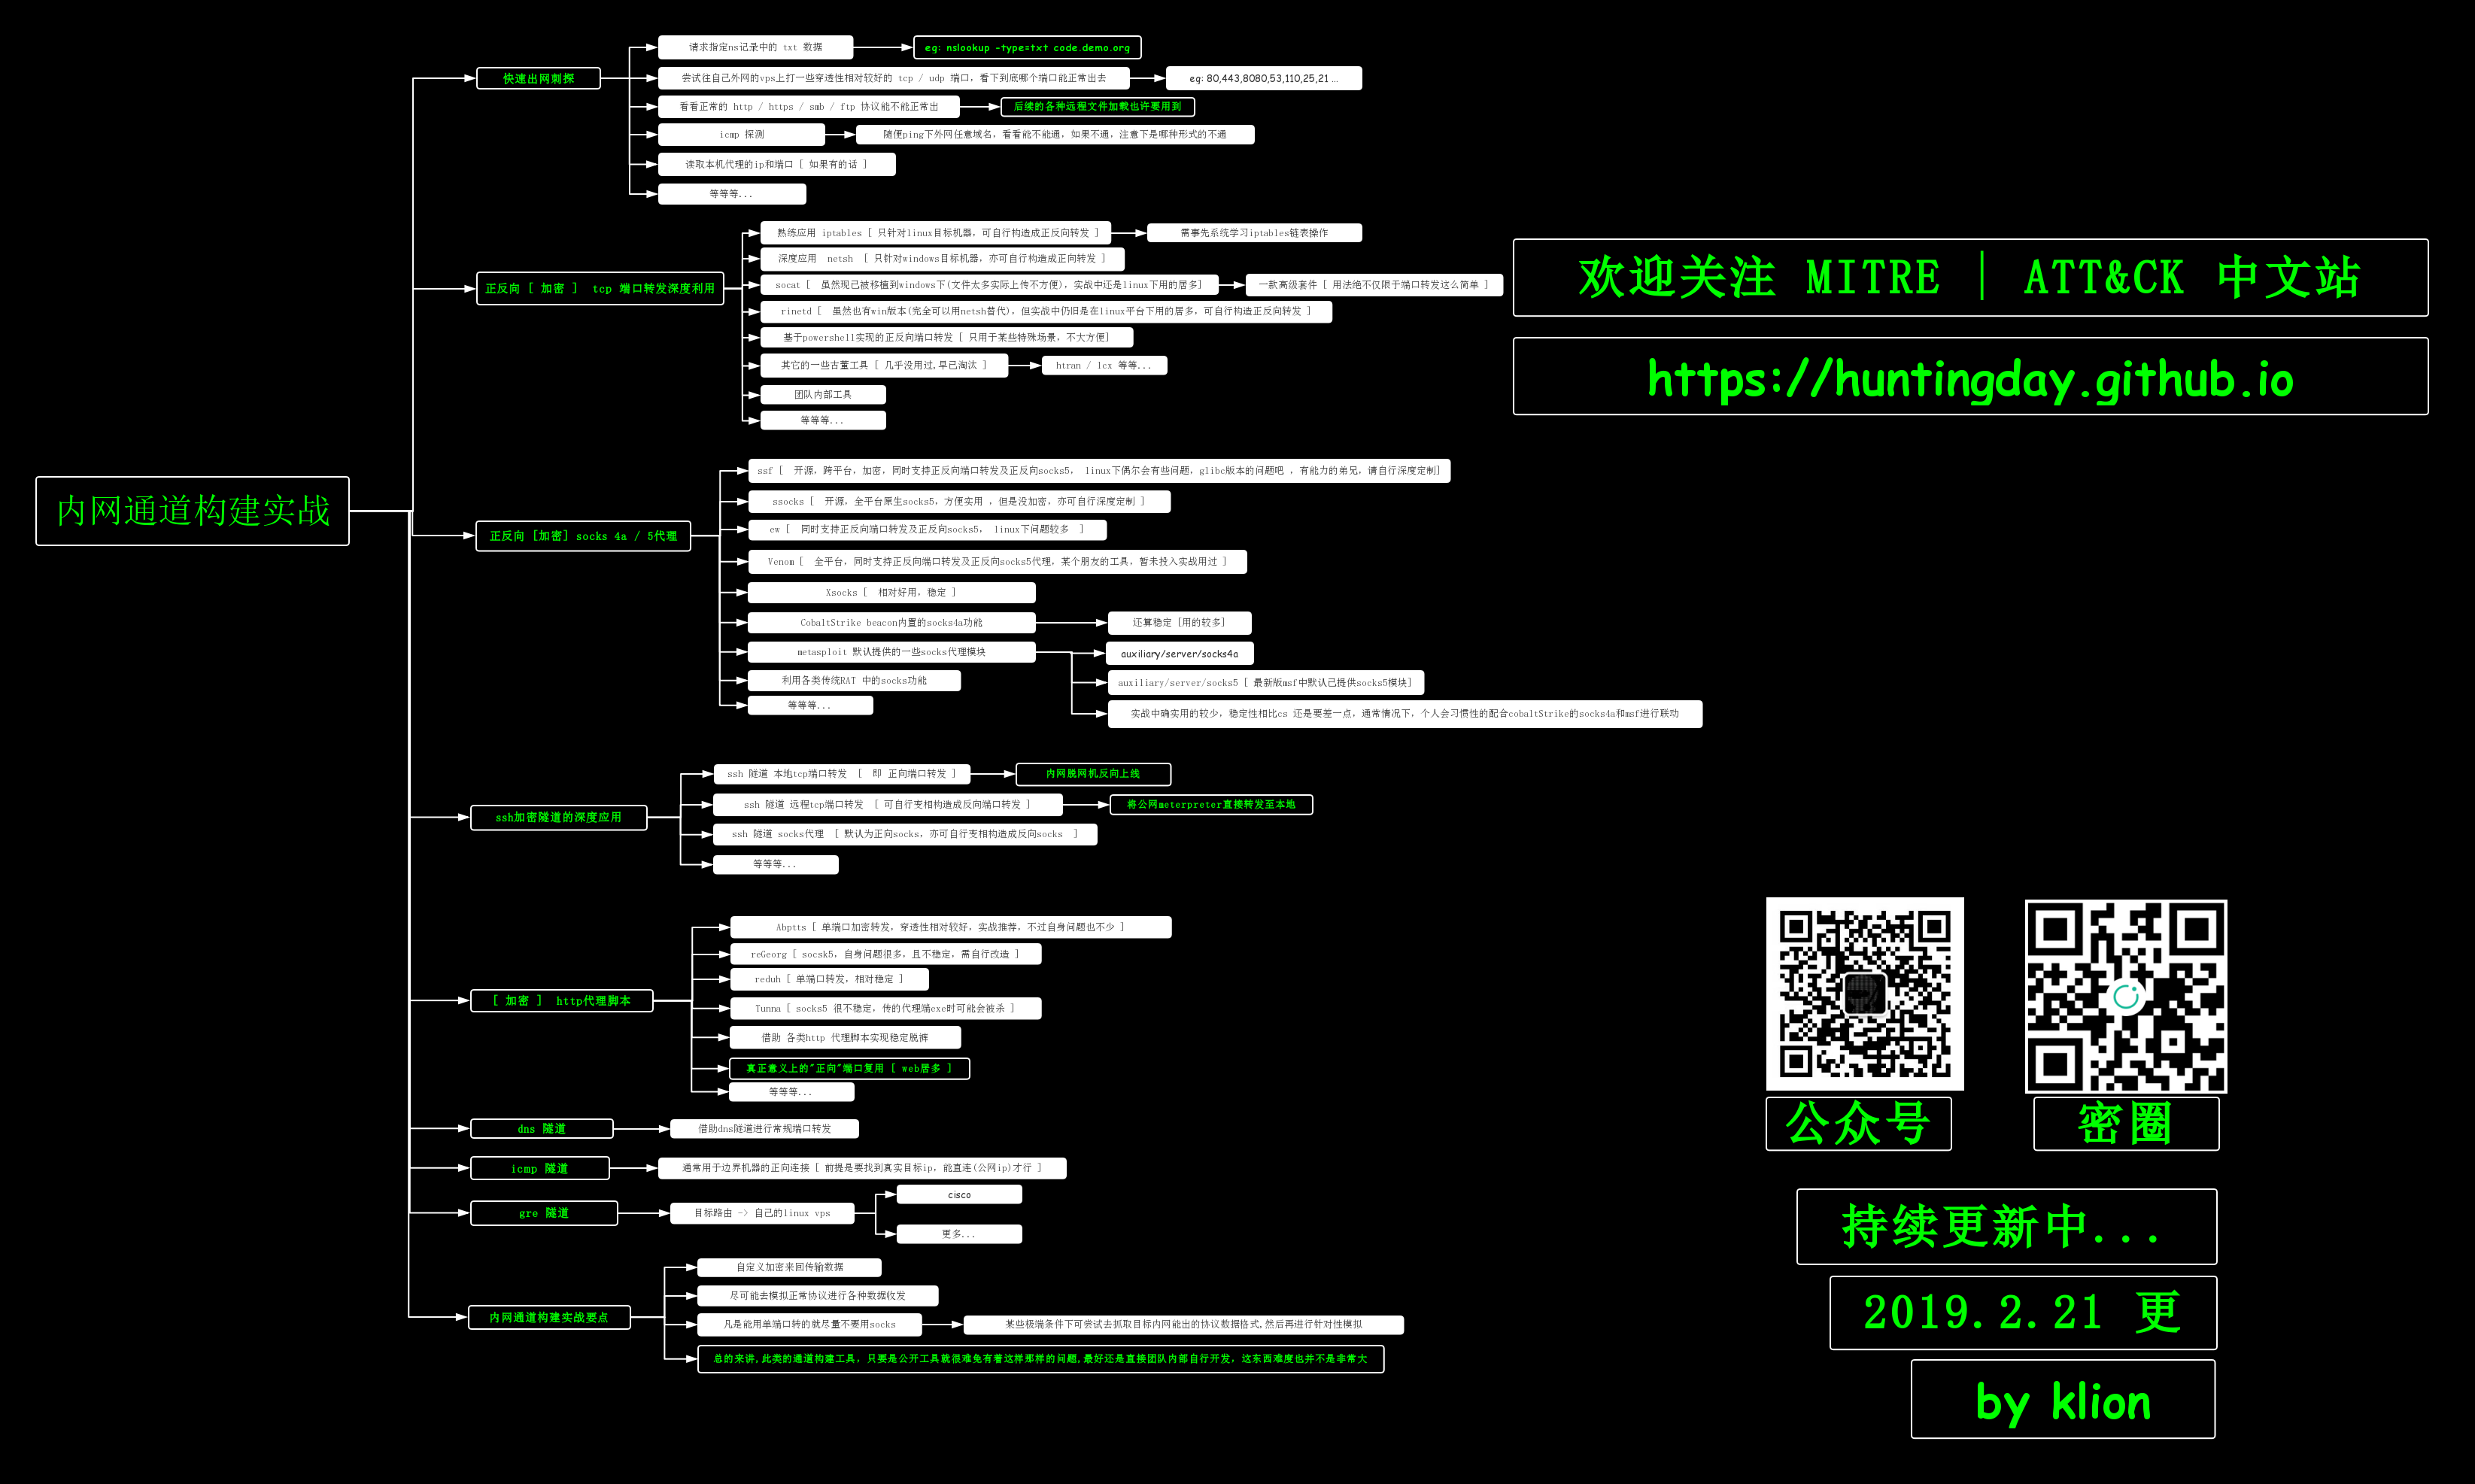 内网通道构建实战
快速出网刺探
请求指定ns记录中的 txt 数据
eg: nslookup -type=txt code.demo.org
尝试往自己外网的vps上打一些穿透性相对较好的 tcp / udp 端口，看下到底哪个端口能正常出去
eg: 80,443,8080,53,110,25,21 ...
看看正常的 http / https / smb / ftp 协议能不能正常出
后续的各种远程文件加载也许要用到
icmp 探测
随便ping下外网任意域名，看看能不能通，如果不通，注意下是哪种形式的不通
读取本机代理的ip和端口 [ 如果有的话 ]
等等等...
正反向 [ 加密 ] tcp 端口转发深度利用
熟练应用 iptables [ 只针对linux目标机器，可自行构造成正反向转发 ]
需事先系统学习iptables链表操作
深度应用 netsh [ 只针对windows目标机器，亦可自行构造成正向转发 ]
socat [ 虽然现已被移植到windows下(文件太多实际上传不方便)，实战中还是linux下用的居多]
一款高级套件 [ 用法绝不仅限于端口转发这么简单 ]
rinetd [ 虽然也有win版本(完全可以用netsh替代)，但实战中仍旧是在linux平台下用的居多，可自行构造正反向转发 ]
基于powershell实现的正反向端口转发 [ 只用于某些特殊场景，不大方便]
其它的一些古董工具 [ 几乎没用过,早已淘汰 ]
htran / lcx 等等...
团队内部工具
等等等...
正反向 [加密] socks 4a / 5代理
ssf [ 开源，跨平台，加密，同时支持正反向端口转发及正反向socks5， linux下偶尔会有些问题，glibc版本的问题吧 ，有能力的弟兄，请自行深度定制]
ssocks [ 开源，全平台原生socks5，方便实用 ，但是没加密，亦可自行深度定制 ]
ew [ 同时支持正反向端口转发及正反向socks5， linux下问题较多 ]
Venom [ 全平台，同时支持正反向端口转发及正反向socks5代理，某个朋友的工具，暂未投入实战用过 ]
Xsocks [ 相对好用，稳定 ]
CobaltStrike beacon内置的socks4a功能
还算稳定 [用的较多]
metasploit 默认提供的一些socks代理模块
auxiliary/server/socks4a
auxiliary/server/socks5 [ 最新版msf中默认已提供socks5模块]
实战中确实用的较少，稳定性相比cs 还是要差一点，通常情况下，个人会习惯性的配合cobaltStrike的socks4a和msf进行联动
利用各类传统RAT 中的socks功能
等等等...
ssh加密隧道的深度应用
ssh 隧道 本地tcp端口转发 [ 即 正向端口转发 ]
内网脱网机反向上线
ssh 隧道 远程tcp端口转发 [ 可自行变相构造成反向端口转发 ]
将公网meterpreter直接转发至本地
ssh 隧道 socks代理 [ 默认为正向socks，亦可自行变相构造成反向socks ]
等等等...
[ 加密 ] http代理脚本
Abptts [ 单端口加密转发，穿透性相对较好，实战推荐，不过自身问题也不少 ]
reGeorg [ socsk5，自身问题很多，且不稳定，需自行改造 ]
reduh [ 单端口转发，相对稳定 ]
Tunna [ socks5 很不稳定，传的代理端exe时可能会被杀 ]
借助 各类http 代理脚本实现稳定脱裤
真正意义上的"正向"端口复用 [ web居多 ]
等等等...
dns 隧道
借助dns隧道进行常规端口转发
icmp 隧道
通常用于边界机器的正向连接 [ 前提是要找到真实目标ip，能直连(公网ip)才行 ]
gre 隧道
目标路由 -> 自己的linux vps
cisco
更多...
内网通道构建实战要点
自定义加密来回传输数据
尽可能去模拟正常协议进行各种数据收发
凡是能用单端口转的就尽量不要用socks
某些极端条件下可尝试去抓取目标内网能出的协议数据格式,然后再进行针对性模拟
总的来讲,此类的通道构建工具，只要是公开工具就很难免有着这样那样的问题,最好还是直接团队内部自行开发，这东西难度也并不是非常大
欢迎关注 MITRE | ATT&CK 中文站
https://huntingday.github.io
公众号
密圈
持续更新中...
2019.2.21 更
by klion